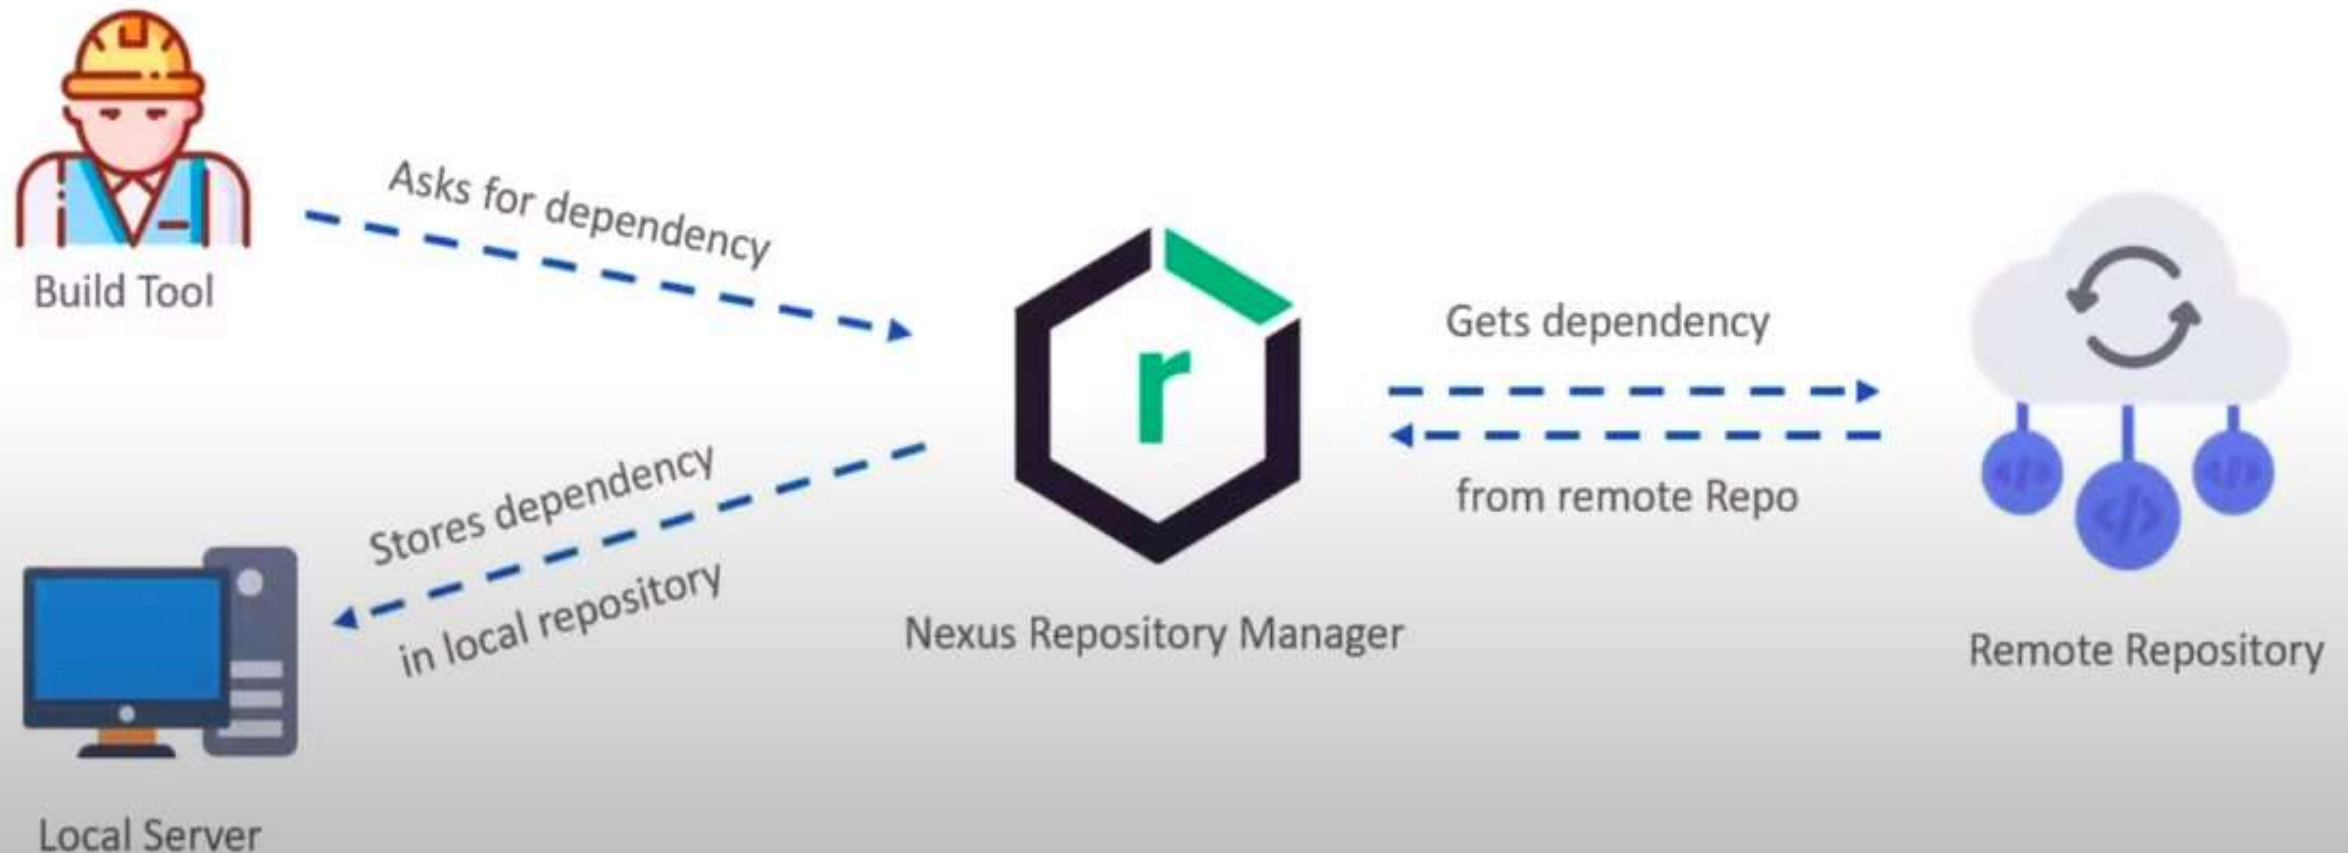 Asks for dependency
Build Tool
Gets dependency
r
from remote Repo
Stores dependency
in local repository
Nexus Repository Manager
Remote Repository
Local Server